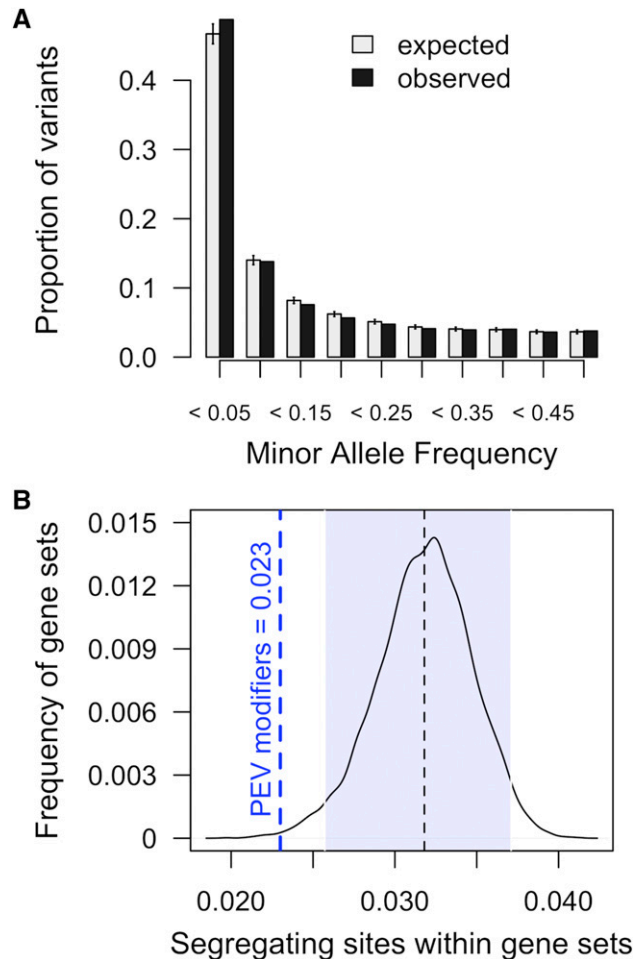 A
Proportion of variants
0.4
0.3
0.2
0.1
0.0
expected
observed
< 0.05
< 0.15
< 0.25
< 0.35
< 0.45
Minor Allele Frequency
B
Frequency of gene sets
0.015
0.012
0.009
0.006
0.003
0
PEV modifiers = 0.023
0.020
0.030
0.040
Segregating sites within gene sets